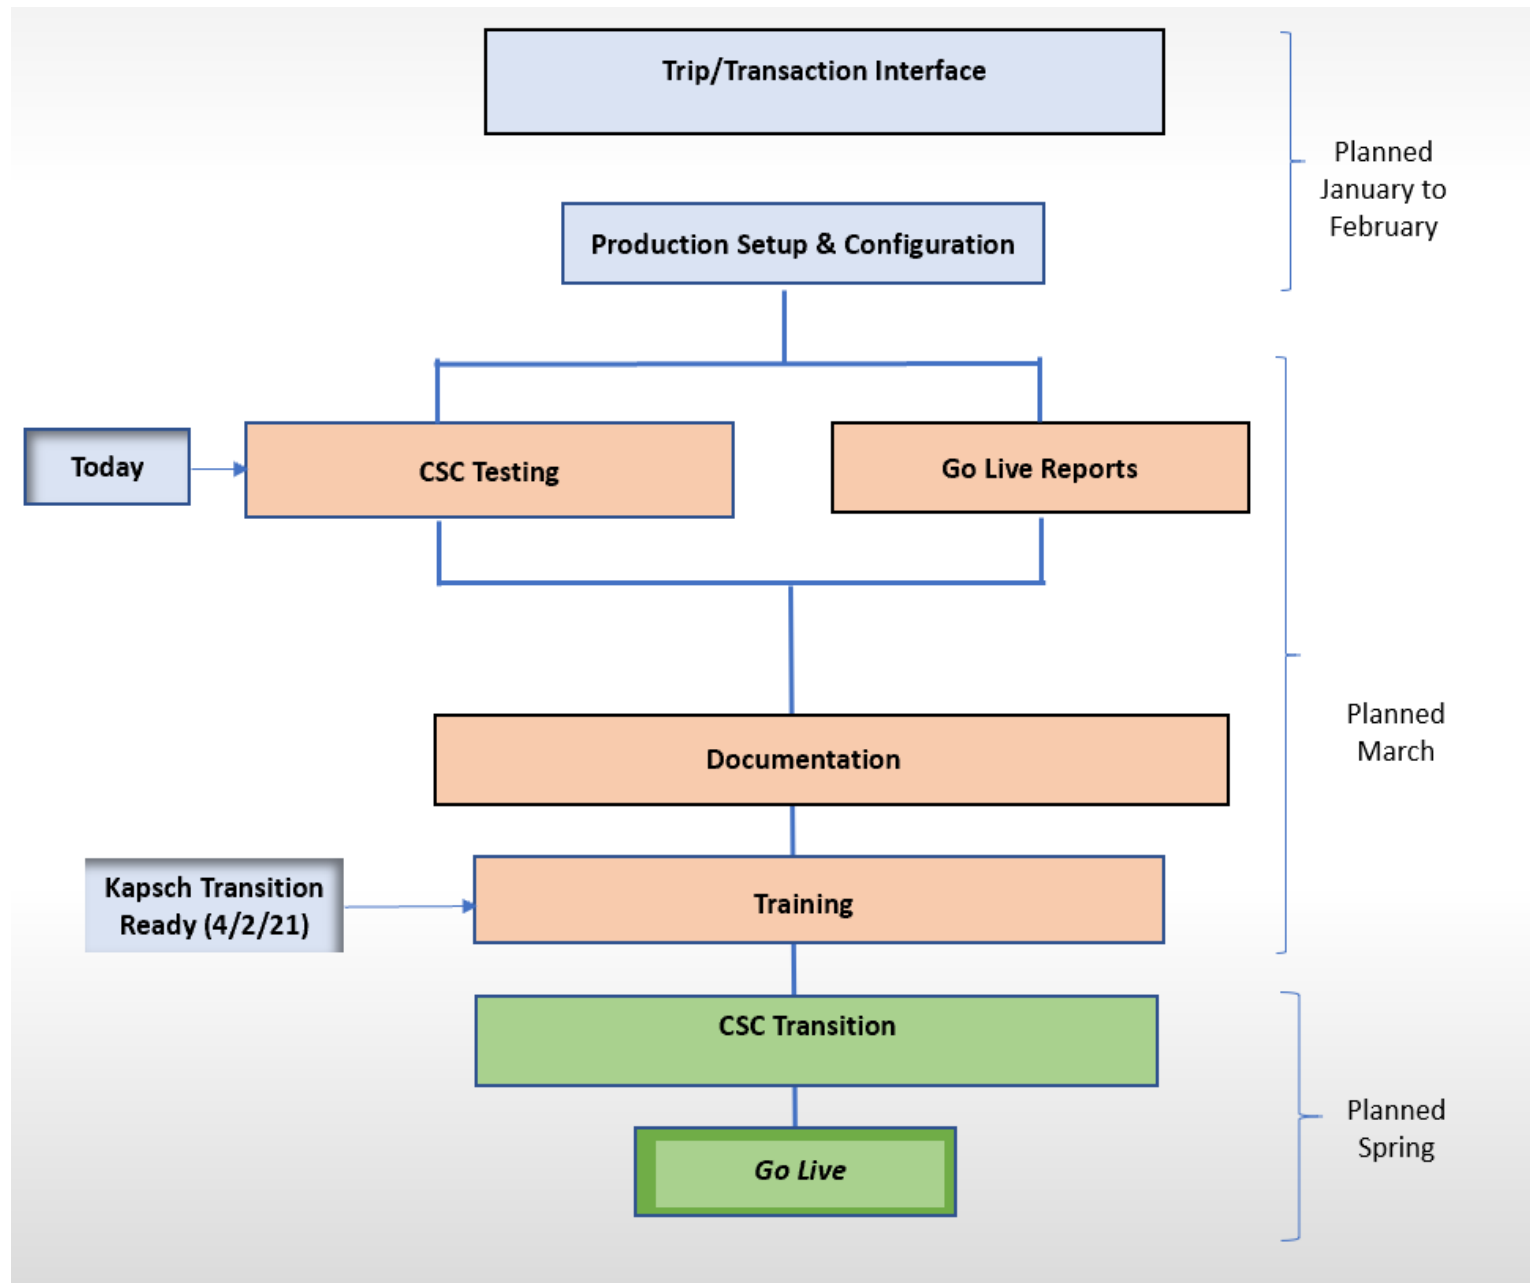 Trip/Transaction Interface
Planned
January to
February
Production Setup & Configuration
Today
CSC Testing
Go Live Reports
Planned
March
Documentation
Kapsch Transition
Ready (4/2/21)
Training
CSC Transition
Planned
Spring
Go Live